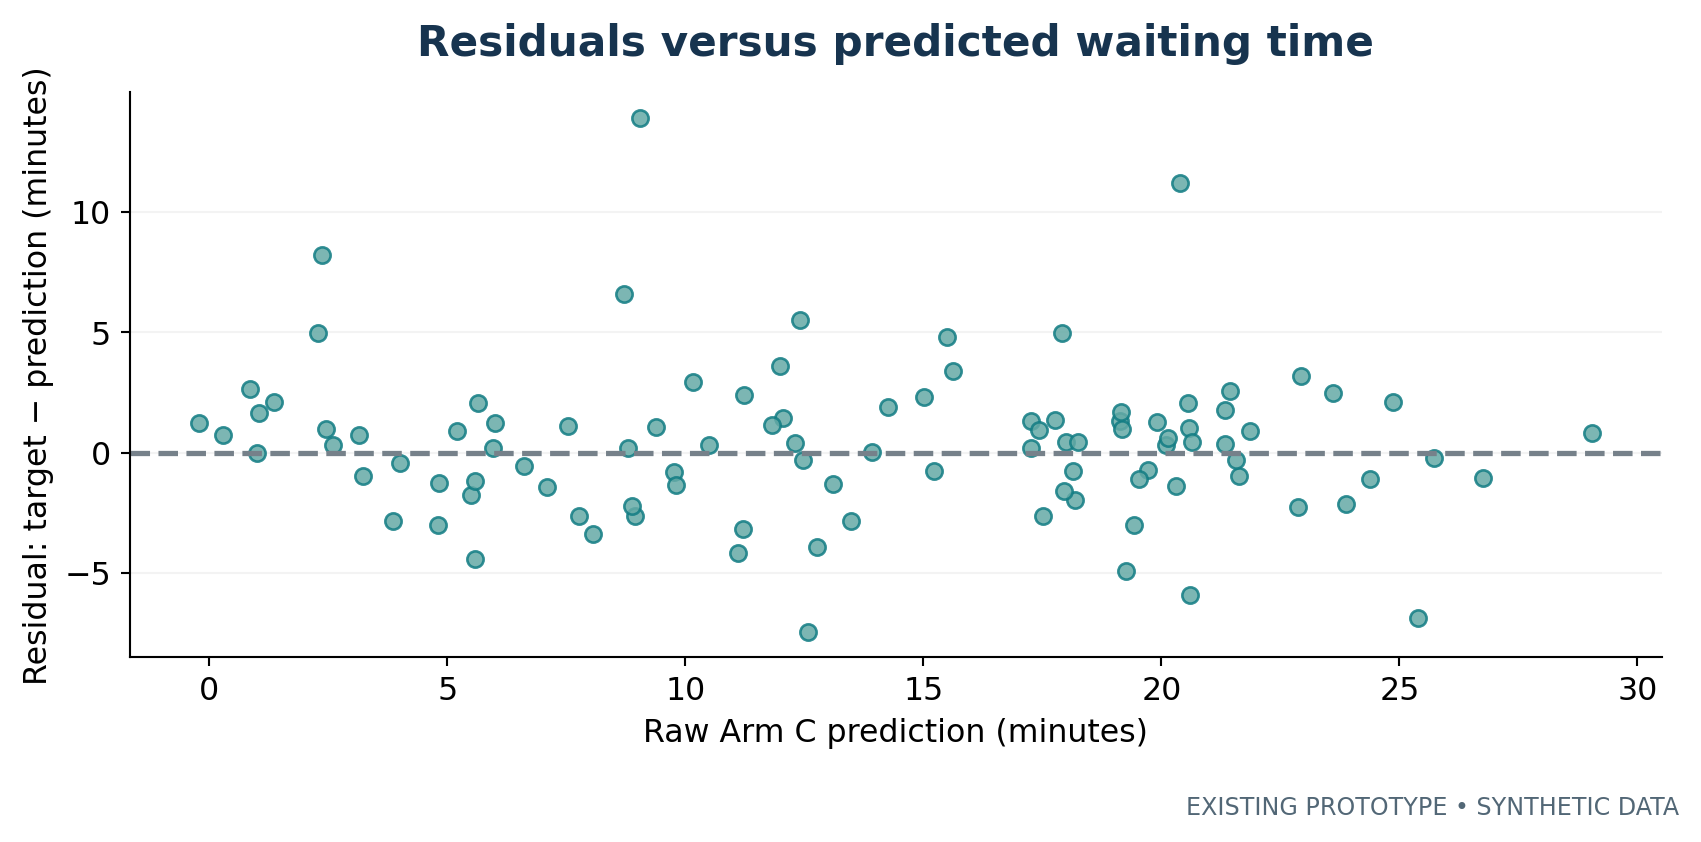 Residuals versus predicted waiting time
Residual: target − prediction (minutes)
10
5
0
−5
0 5 10 15 20 25 30
Raw Arm C prediction (minutes)
EXISTING PROTOTYPE • SYNTHETIC DATA